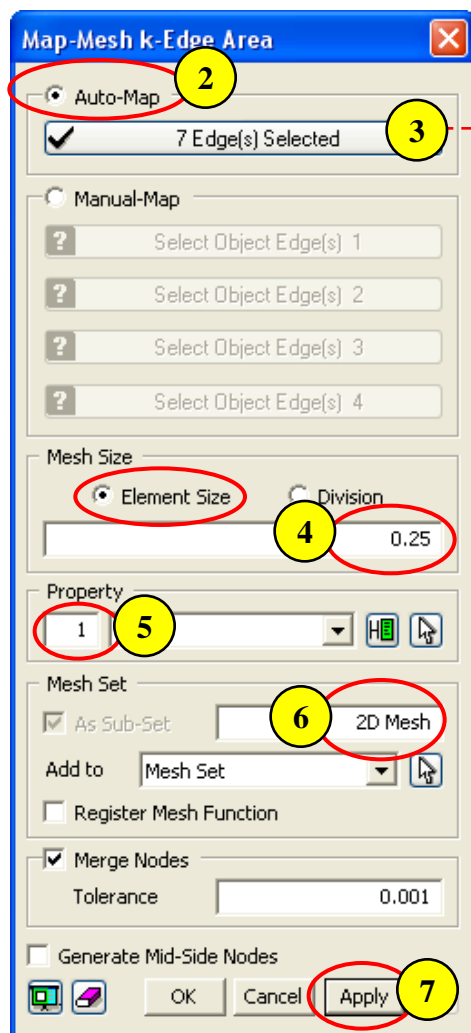 Map-Mesh k-Edge Area
2
Auto-Map
7 Edge(s) Selected
3
Manual-Map
? Select Object Edge(s) 1
? Select Object Edge(s) 2
? Select Object Edge(s) 3
? Select Object Edge(s) 4
Mesh Size
Element Size Division
4 0.25
Property
1 5
Mesh Set
As Sub-Set 6 2D Mesh
Add to Mesh Set
Register Mesh Function
Merge Nodes
Tolerance 0.001
Generate Mid-Side Nodes
OK Cancel Apply 7